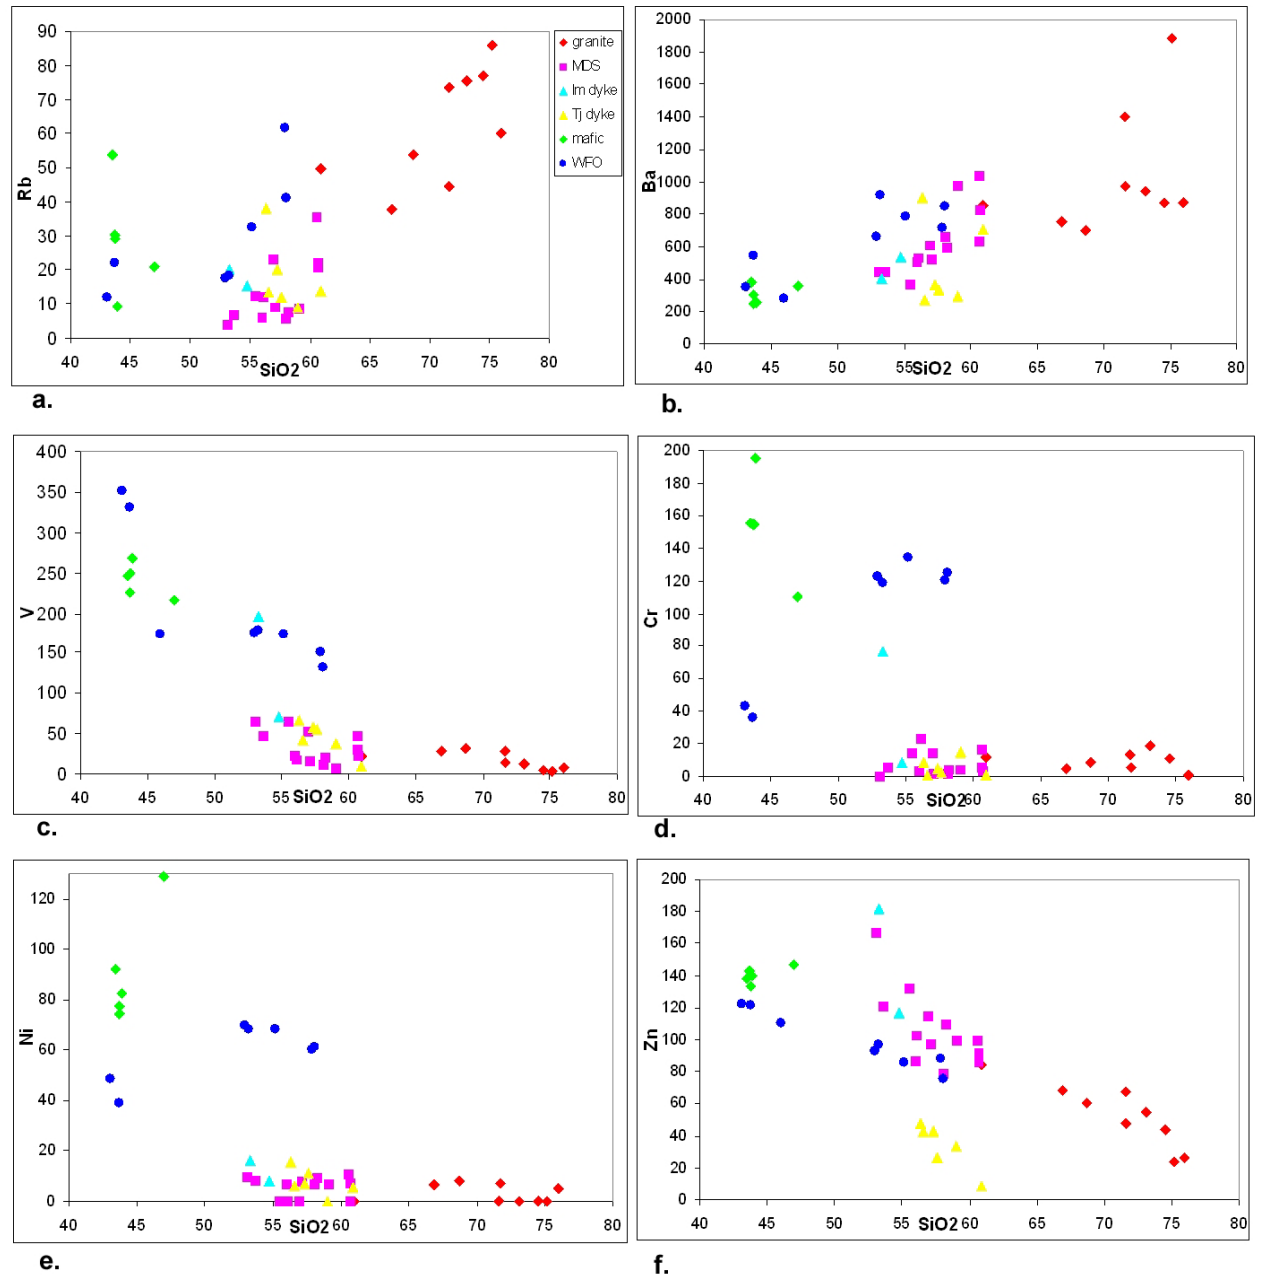 90
80
70
60
50
40
30
20
10
0
Rb
40 45 50 55 60 65 70 75 80
SiO2
granite
MDS
Im dyke
Tj dyke
mafic
WFO
a.
2000
1800
1600
1400
1200
1000
800
600
400
200
0
Ba
40 45 50 55 60 65 70 75 80
SiO2
b.
400
350
300
250
200
150
100
50
0
V
40 45 50 55 60 65 70 75 80
SiO2
c.
200
180
160
140
120
100
80
60
40
20
0
Cr
40 45 50 55 60 65 70 75 80
SiO2
d.
120
100
80
60
40
20
0
Ni
40 45 50 55 60 65 70 75 80
SiO2
e.
200
180
160
140
120
100
80
60
40
20
0
Zn
40 45 50 55 60 65 70 75 80
SiO2
f.